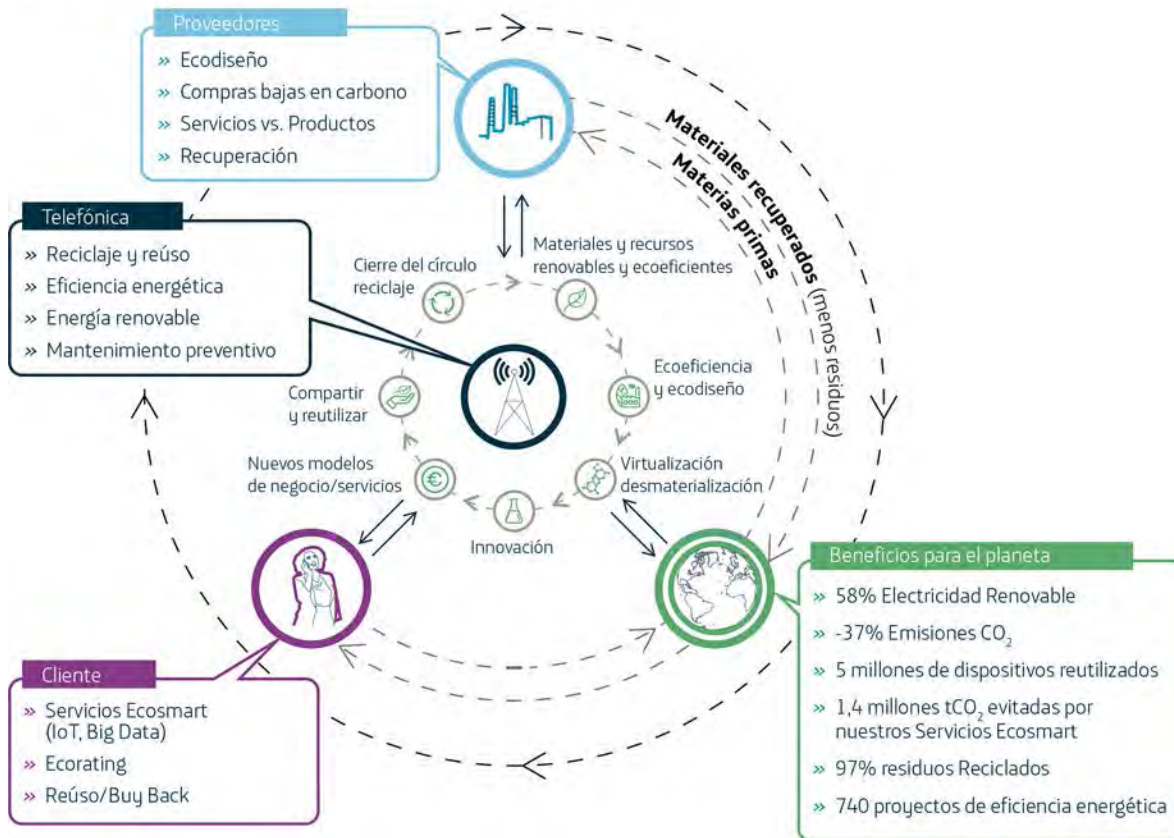 Proveedores
» Ecodiseño
» Compras bajas en carbono
» Servicios vs. Productos
» Recuperación
Telefónica
» Reciclaje y reúso
» Eficiencia energética
» Energía renovable
» Mantenimiento preventivo
Materiales recuperados (menos residuos)
Materias primas
Materiales y recursos
renovables y ecoeficientes
Cierre del círculo
reciclaje
Ecoeficiencia
y ecodiseño
Compartir
y reutilizar
Virtualización
desmaterialización
Nuevos modelos
de negocio/servicios
€
Innovación
Cliente
» Servicios Ecosmart
(IoT, Big Data)
» Ecorating
» Reúso/Buy Back
Beneficios para el planeta
» 58% Electricidad Renovable
» -37% Emisiones CO₂
» 5 millones de dispositivos reutilizados
» 1,4 millones tCO₂ evitadas por
nuestros Servicios Ecosmart
» 97% residuos Reciclados
» 740 proyectos de eficiencia energética